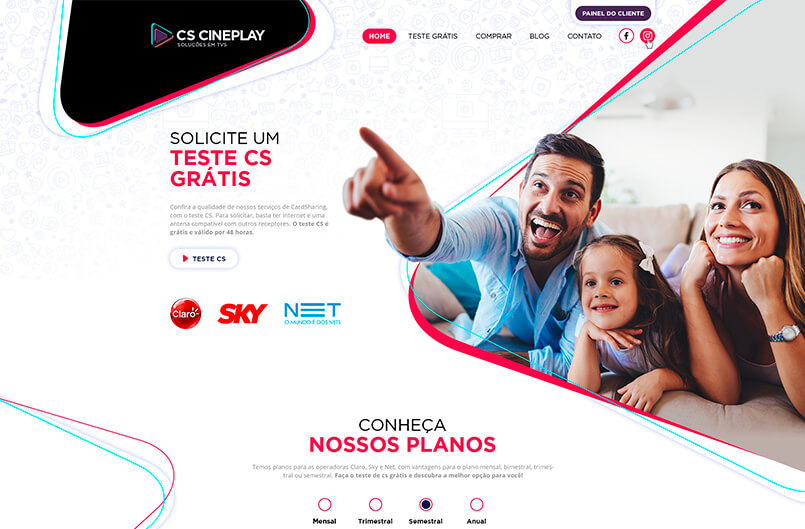 PAINEL DO CLIENTE
CS CINEPLAY
SOLUÇÕES EM TVS
HOME TESTE GRÁTIS COMPRAR BLOG CONTATO
SOLICITE UM
TESTE CS
GRÁTIS
Confira a qualidade de nossos serviços de CardSharing,
com o teste CS. Para solicitar, basta ter internet e uma
antena compatível com outros receptores. O teste CS é
grátis e válido por 48 horas.
TESTE CS
Claro
SKY
NET
O MUNDO É DOS NETS
CONHEÇA
NOSSOS PLANOS
Temos planos para as operadoras Claro, Sky e Net, com vantagens para o plano mensal, bimestral, trimes-
tral ou semestral. Faça o teste de cs grátis e descubra a melhor opção para você!
Mensal Trimestral Semestral Anual